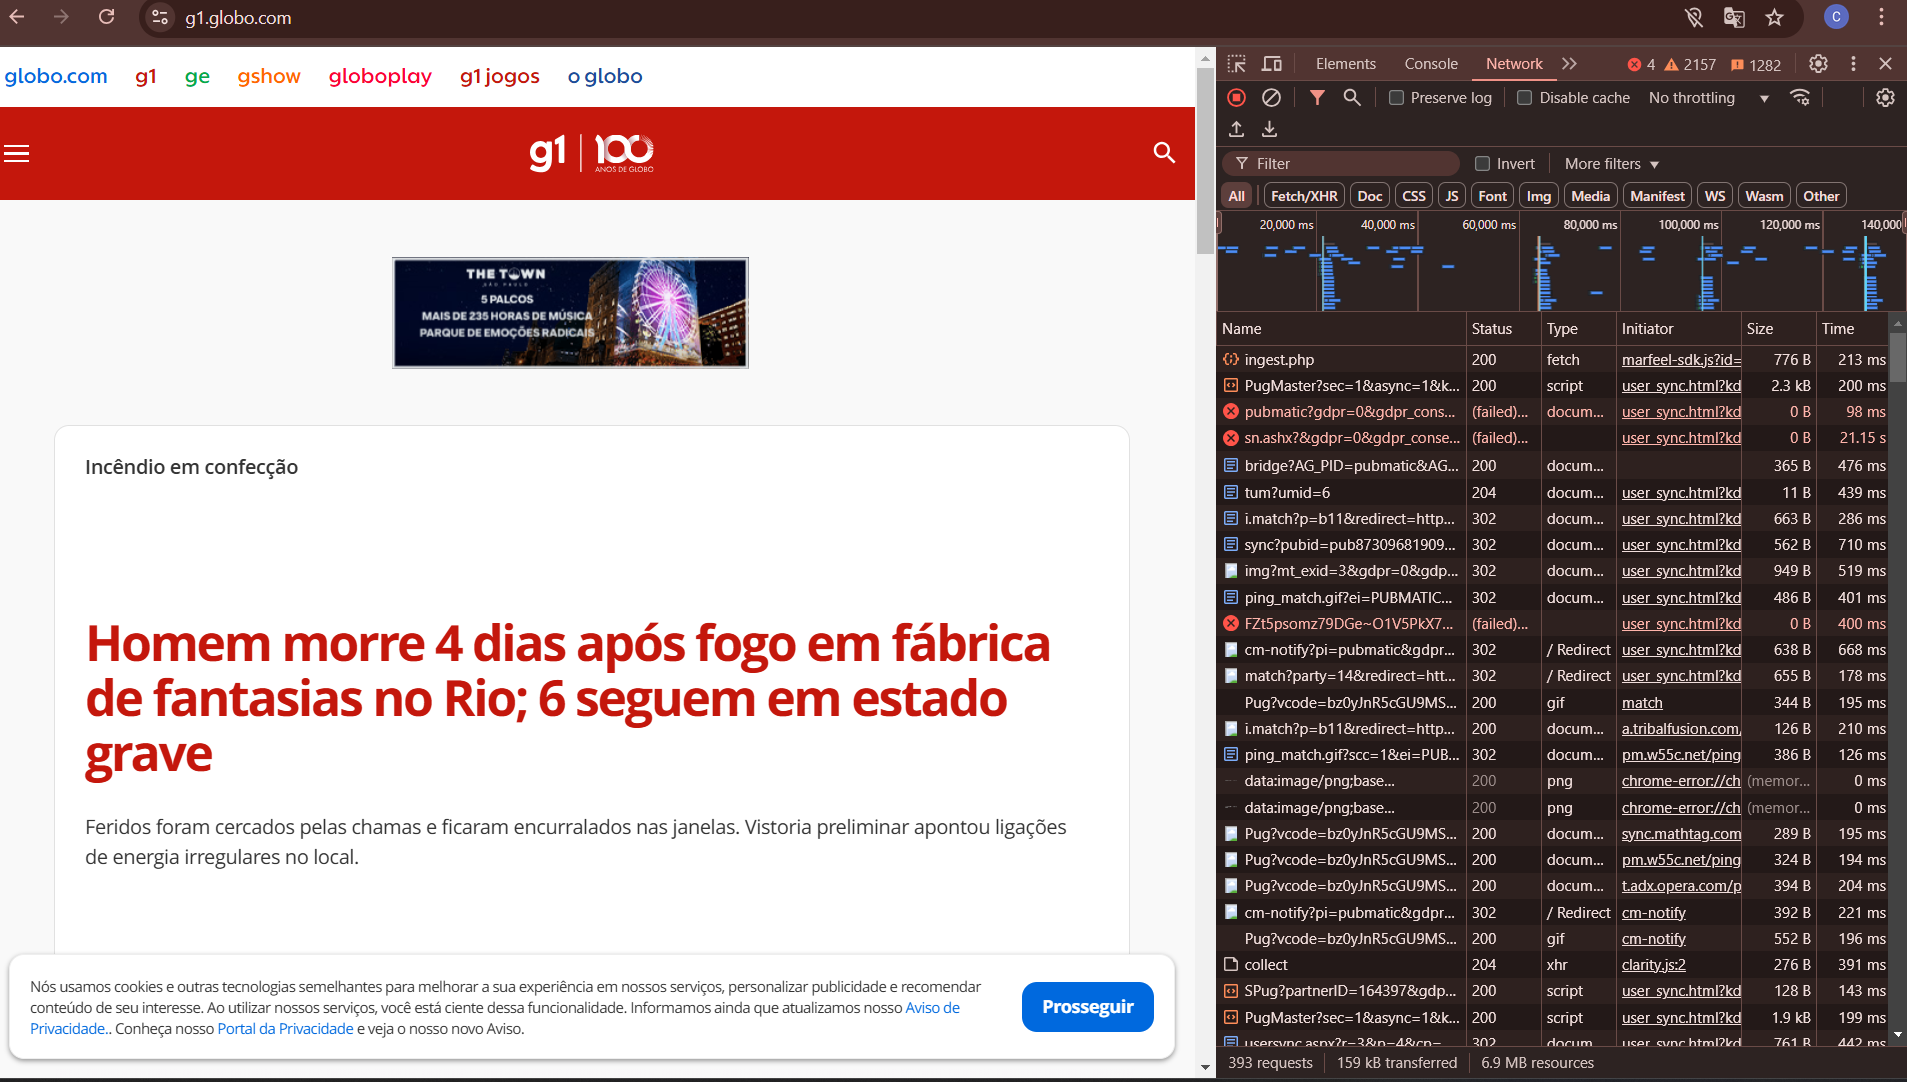 g1.globo.com
C
globo.com g1 ge gshow globoplay g1 jogos o globo
g1 100
ANOS DE GLOBO
THE TOWN
SÃO PAULO
5 PALCOS
MAIS DE 235 HORAS DE MÚSICA
PARQUE DE EMOÇÕES RADICAIS
Incêndio em confecção
Homem morre 4 dias após fogo em fábrica
de fantasias no Rio; 6 seguem em estado
grave
Feridos foram cercados pelas chamas e ficaram encurralados nas janelas. Vistoria preliminar apontou ligações
de energia irregulares no local.
Nós usamos cookies e outras tecnologias semelhantes para melhorar a sua experiência em nossos serviços, personalizar publicidade e recomendar
conteúdo de seu interesse. Ao utilizar nossos serviços, você está ciente dessa funcionalidade. Informamos ainda que atualizamos nosso Aviso de
Privacidade.. Conheça nosso Portal da Privacidade e veja o nosso novo Aviso.
Prosseguir
Elements Console Network 4 2157 1282
Preserve log Disable cache No throttling
Filter Invert More filters
All Fetch/XHR Doc CSS JS Font Img Media Manifest WS Wasm Other
20,000 ms 40,000 ms 60,000 ms 80,000 ms 100,000 ms 120,000 ms 140,000
Name Status Type Initiator Size Time
ingest.php 200 fetch marfeel-sdk.js?id= 776 B 213 ms
PugMaster?sec=1&async=1&k... 200 script user_sync.html?kd 2.3 kB 200 ms
pubmatic?gdpr=0&gdpr_cons... (failed)... docum... user_sync.html?kd 0 B 98 ms
sn.ashx?&gdpr=0&gdpr_conse... (failed)... user_sync.html?kd 0 B 21.15 s
bridge?AG_PID=pubmatic&AG... 200 docum... 365 B 476 ms
tum?umid=6 204 docum... user_sync.html?kd 11 B 439 ms
i.match?p=b11&redirect=http... 302 docum... user_sync.html?kd 663 B 286 ms
sync?pubid=pub87309681909... 302 docum... user_sync.html?kd 562 B 710 ms
img?mt_exid=3&gdpr=0&gdp... 302 docum... user_sync.html?kd 949 B 519 ms
ping_match.gif?ei=PUBMATIC... 302 docum... user_sync.html?kd 486 B 401 ms
FZt5psomz79DGe~O1V5PkX7... (failed)... user_sync.html?kd 0 B 400 ms
cm-notify?pi=pubmatic&gdpr... 302 / Redirect user_sync.html?kd 638 B 668 ms
match?party=14&redirect=htt... 302 / Redirect user_sync.html?kd 655 B 178 ms
Pug?vcode=bz0yJnR5cGU9MS... 200 gif match 344 B 195 ms
i.match?p=b11&redirect=http... 200 docum... a.tribalfusion.com/ 126 B 210 ms
ping_match.gif?scc=1&ei=PUB... 302 docum... pm.w55c.net/ping 386 B 126 ms
data:image/png;base... 200 png chrome-error://ch (memor... 0 ms
data:image/png;base... 200 png chrome-error://ch (memor... 0 ms
Pug?vcode=bz0yJnR5cGU9MS... 200 docum... sync.mathtag.com 289 B 195 ms
Pug?vcode=bz0yJnR5cGU9MS... 200 docum... pm.w55c.net/ping 324 B 194 ms
Pug?vcode=bz0yJnR5cGU9MS... 200 docum... t.adx.opera.com/p 394 B 204 ms
cm-notify?pi=pubmatic&gdpr... 302 / Redirect cm-notify 392 B 221 ms
Pug?vcode=bz0yJnR5cGU9MS... 200 gif cm-notify 552 B 196 ms
collect 204 xhr clarity.js:2 276 B 391 ms
SPug?partnerID=164397&gdp... 200 script user_sync.html?kd 128 B 143 ms
PugMaster?sec=1&async=1&k... 200 script user_sync.html?kd 1.9 kB 199 ms
usersync.aspx?r=3&p=4&cp=... 302 docum... user_sync.html?kd 761 B 442 ms
393 requests 159 kB transferred 6.9 MB resources